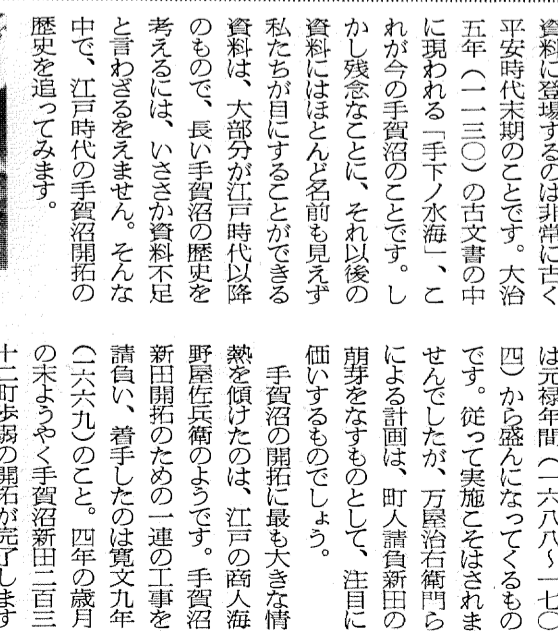 資料に登場するのは非常に古く
平安時代末期のことです。大治
五年(一一三〇)の古文書の中
に現われる「手下ノ水海」、こ
れが今の手賀沼のことです。し
かし残念なことに、それ以後の
資料にはほとんど名前も見えず
私たちが目にすることができる
資料は、大部分が江戸時代以降
のもので、長い手賀沼の歴史を
考えるには、いささか資料不足
と言わざるをえません。そんな
中で、江戸時代の手賀沼開拓の
歴史を追ってみます。
は元禄年間(一六八八〜一七〇
四)から盛んになってくるもの
です。従って実施こそはされま
せんでしたが、万屋治右衛門ら
による計画は、町人請負新田の
萌芽をなすものとして、注目に
価いするものでしょう。
手賀沼の開拓に最も大きな情
熱を傾けたのは、江戸の商人海
野屋佐兵衛のようです。手賀沼
新田開拓のための一連の工事を
請負い、着手したのは寛文九年
(一六六九)のこと。四年の歳月
の末ようやく手賀沼新田二百三
十二町歩弱の開拓が完了します